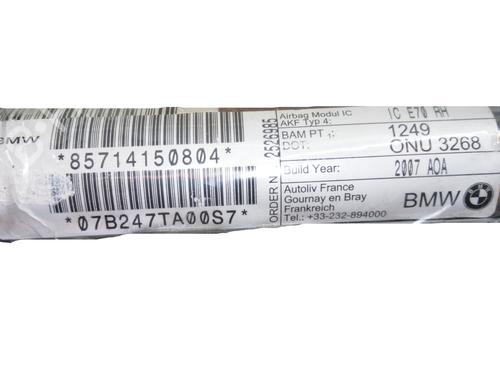 BMW
*85714150804*
*07B247TA00S7*
ORDER N 2526985
Airbag Modul IC IC E70 RH
AKF Typ 4:
BAM PT 1: 1249
DOT: ONU 3268
Build Year: 2007 AOA
Autoliv France
Gournay en Bray
Frankreich
Tel.: +33-232-894000
BMW